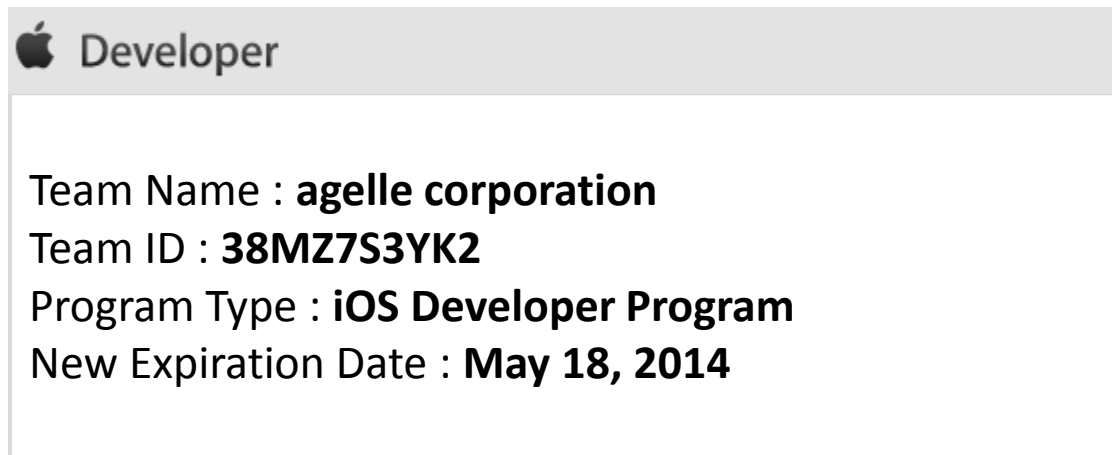 Developer
Team Name : agelle corporation
Team ID : 38MZ7S3YK2
Program Type : iOS Developer Program
New Expiration Date : May 18, 2014